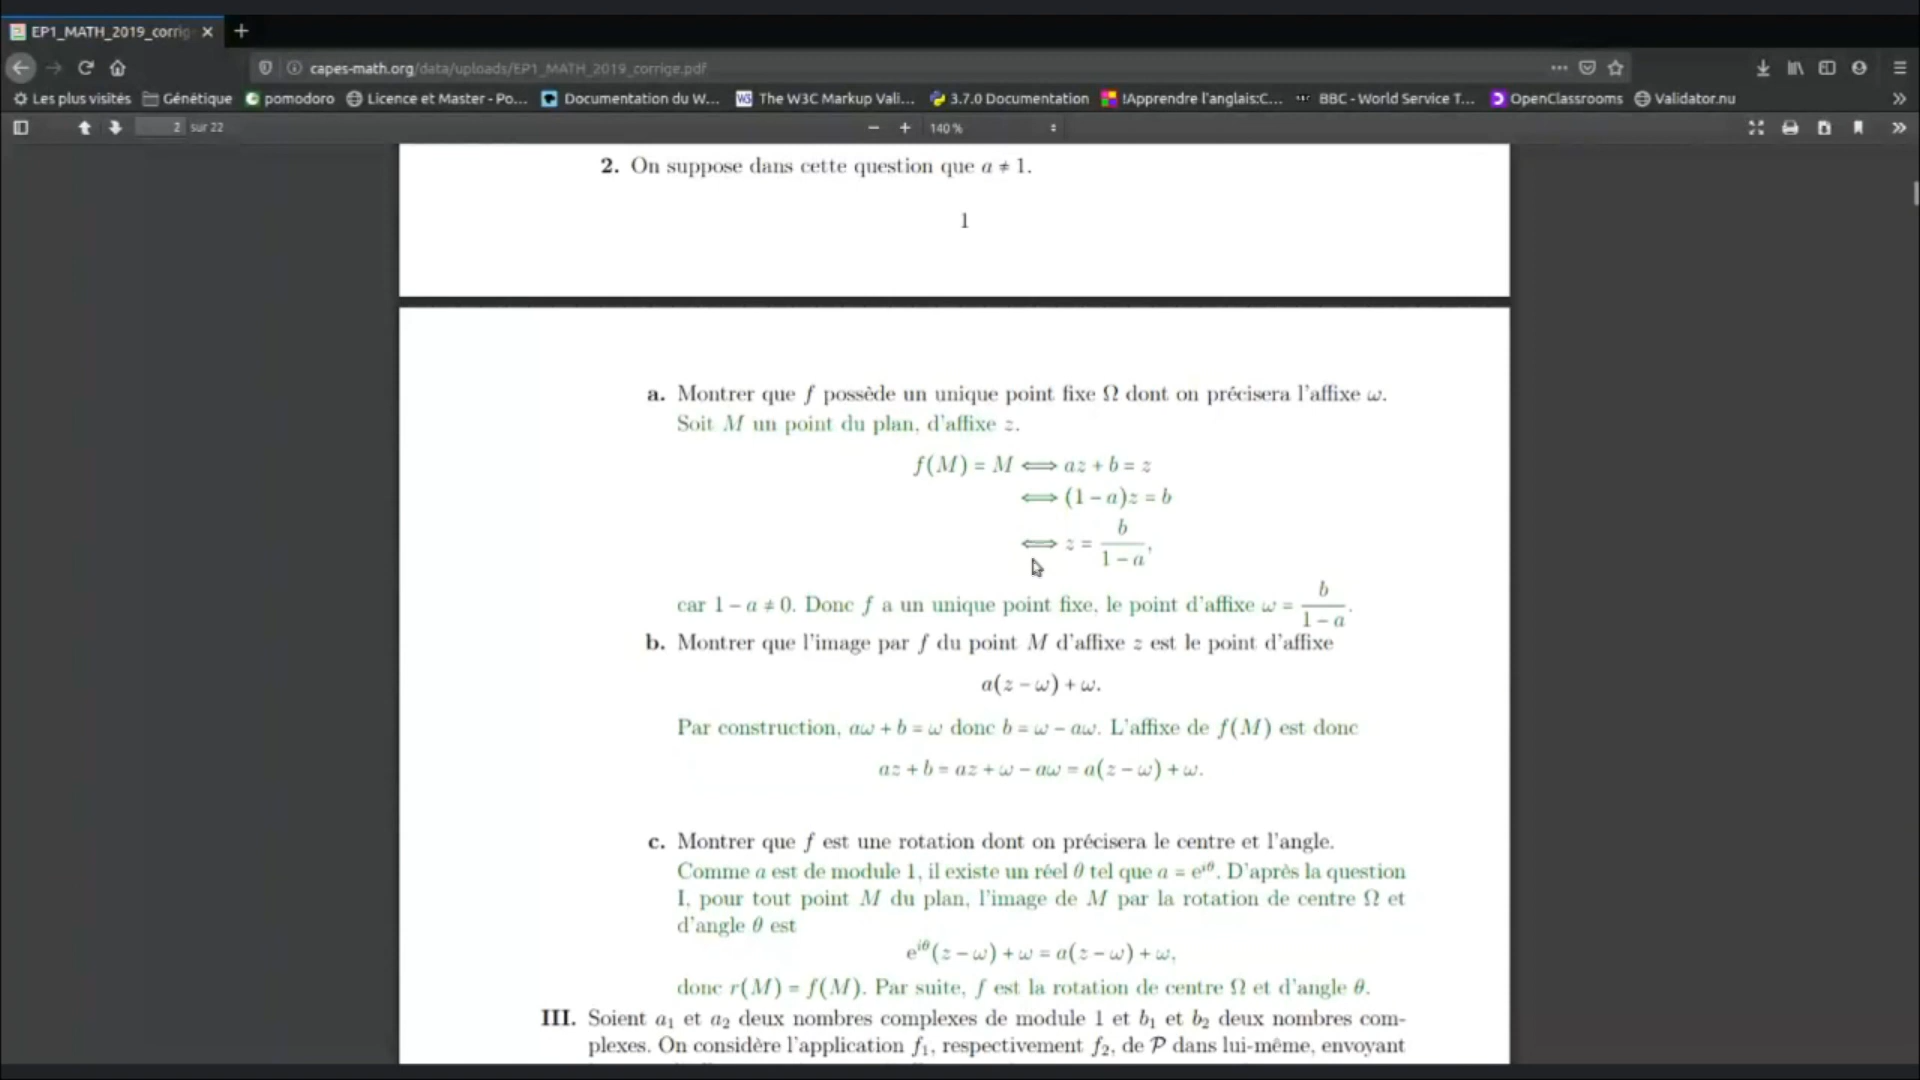 EP1_MATH_2019_corrig
capes-math.org/data/uploads/EP1_MATH_2019_corrige.pdf
Les plus visités Génétique pomodoro Licence et Master - Po... Documentation du W... The W3C Markup Vali... 3.7.0 Documentation !Apprendre l'anglais:C... BBC - World Service T... OpenClassrooms Validator.nu
2 sur 22 140 %
2. On suppose dans cette question que a ≠ 1.
1
a. Montrer que f possède un unique point fixe Ω dont on précisera l'affixe ω.
Soit M un point du plan, d'affixe z.
f(M) = M ⟺ az + b = z
⟺ (1 − a)z = b
⟺ z = b/(1 − a),
car 1 − a ≠ 0. Donc f a un unique point fixe, le point d'affixe ω = b/(1 − a).
b. Montrer que l'image par f du point M d'affixe z est le point d'affixe
a(z − ω) + ω.
Par construction, aω + b = ω donc b = ω − aω. L'affixe de f(M) est donc
az + b = az + ω − aω = a(z − ω) + ω.
c. Montrer que f est une rotation dont on précisera le centre et l'angle.
Comme a est de module 1, il existe un réel θ tel que a = e^{iθ}. D'après la question
I, pour tout point M du plan, l'image de M par la rotation de centre Ω et
d'angle θ est
e^{iθ}(z − ω) + ω = a(z − ω) + ω,
donc r(M) = f(M). Par suite, f est la rotation de centre Ω et d'angle θ.
III. Soient a₁ et a₂ deux nombres complexes de module 1 et b₁ et b₂ deux nombres com-
plexes. On considère l'application f₁, respectivement f₂, de P dans lui-même, envoyant